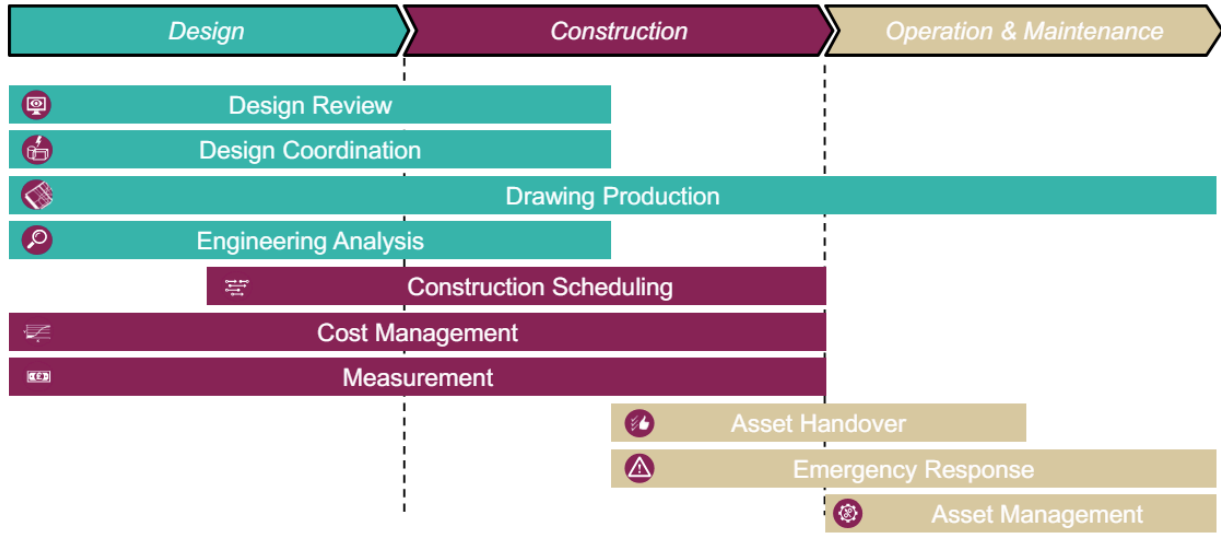 Design
Construction
Operation & Maintenance
Design Review
Design Coordination
Drawing Production
Engineering Analysis
Construction Scheduling
Cost Management
Measurement
Asset Handover
Emergency Response
Asset Management